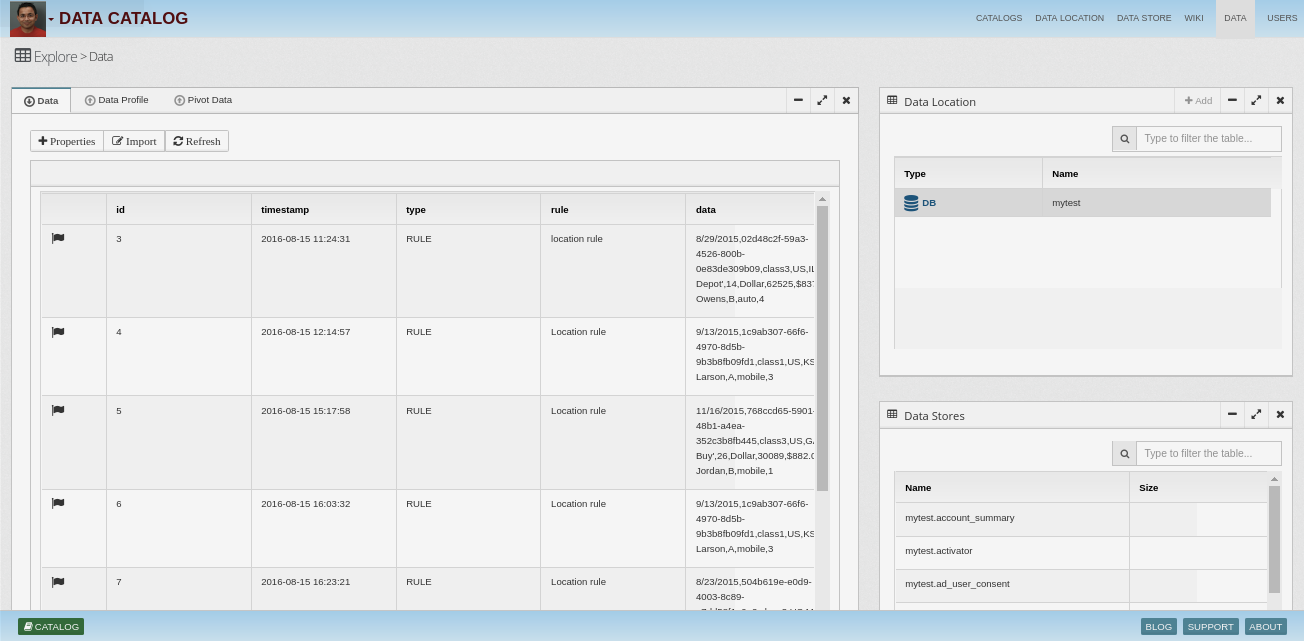 DATA CATALOG
CATALOGS DATA LOCATION DATA STORE WIKI DATA USERS
Explore > Data
Data Data Profile Pivot Data
Properties Import Refresh
id timestamp type rule data
3 2016-08-15 11:24:31 RULE location rule 8/29/2015,02d48c2f-59a3-
4526-800b-
0e83de309b09,class3,US,IL
Depot',14,Dollar,62525,$837
Owens,B,auto,4
4 2016-08-15 12:14:57 RULE Location rule 9/13/2015,1c9ab307-66f6-
4970-8d5b-
9b3b8fb09fd1,class1,US,KS
Larson,A,mobile,3
5 2016-08-15 15:17:58 RULE Location rule 11/16/2015,768ccd65-5901-
48b1-a4ea-
352c3b8fb445,class3,US,GA
Buy',26,Dollar,30089,$882.0
Jordan,B,mobile,1
6 2016-08-15 16:03:32 RULE Location rule 9/13/2015,1c9ab307-66f6-
4970-8d5b-
9b3b8fb09fd1,class1,US,KS
Larson,A,mobile,3
7 2016-08-15 16:23:21 RULE Location rule 8/23/2015,504b619e-e0d9-
4003-8c89-
Data Location
Add
Type to filter the table...
Type Name
DB mytest
Data Stores
Type to filter the table...
Name Size
mytest.account_summary
mytest.activator
mytest.ad_user_consent
CATALOG
BLOG SUPPORT ABOUT